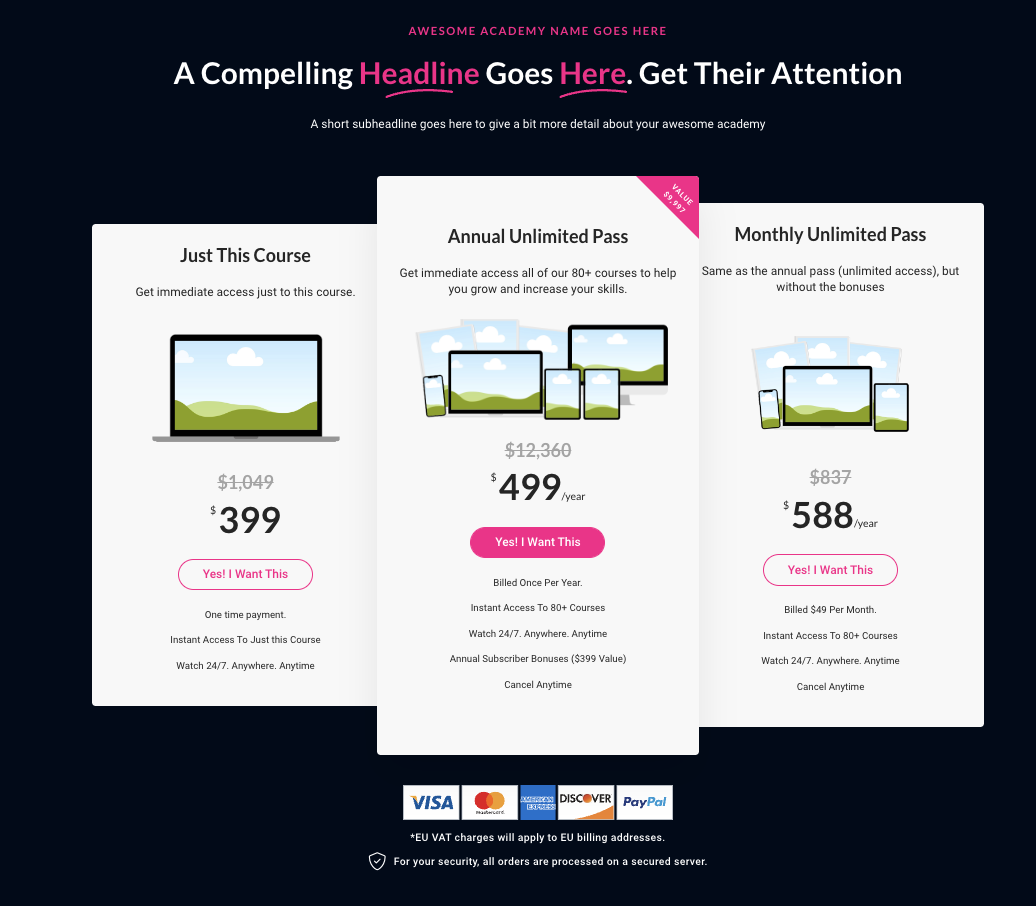 AWESOME ACADEMY NAME GOES HERE
A Compelling Headline Goes Here. Get Their Attention
A short subheadline goes here to give a bit more detail about your awesome academy
Just This Course
Get immediate access just to this course.
$1,049
$399
Yes! I Want This
One time payment.
Instant Access To Just this Course
Watch 24/7. Anywhere. Anytime
VALUE
$9,997
Annual Unlimited Pass
Get immediate access all of our 80+ courses to help
you grow and increase your skills.
$12,360
$499/year
Yes! I Want This
Billed Once Per Year.
Instant Access To 80+ Courses
Watch 24/7. Anywhere. Anytime
Annual Subscriber Bonuses ($399 Value)
Cancel Anytime
Monthly Unlimited Pass
Same as the annual pass (unlimited access), but
without the bonuses
$837
$588/year
Yes! I Want This
Billed $49 Per Month.
Instant Access To 80+ Courses
Watch 24/7. Anywhere. Anytime
Cancel Anytime
VISA
MasterCard
AMERICAN
EXPRESS
DISCOVER
PayPal
*EU VAT charges will apply to EU billing addresses.
For your security, all orders are processed on a secured server.